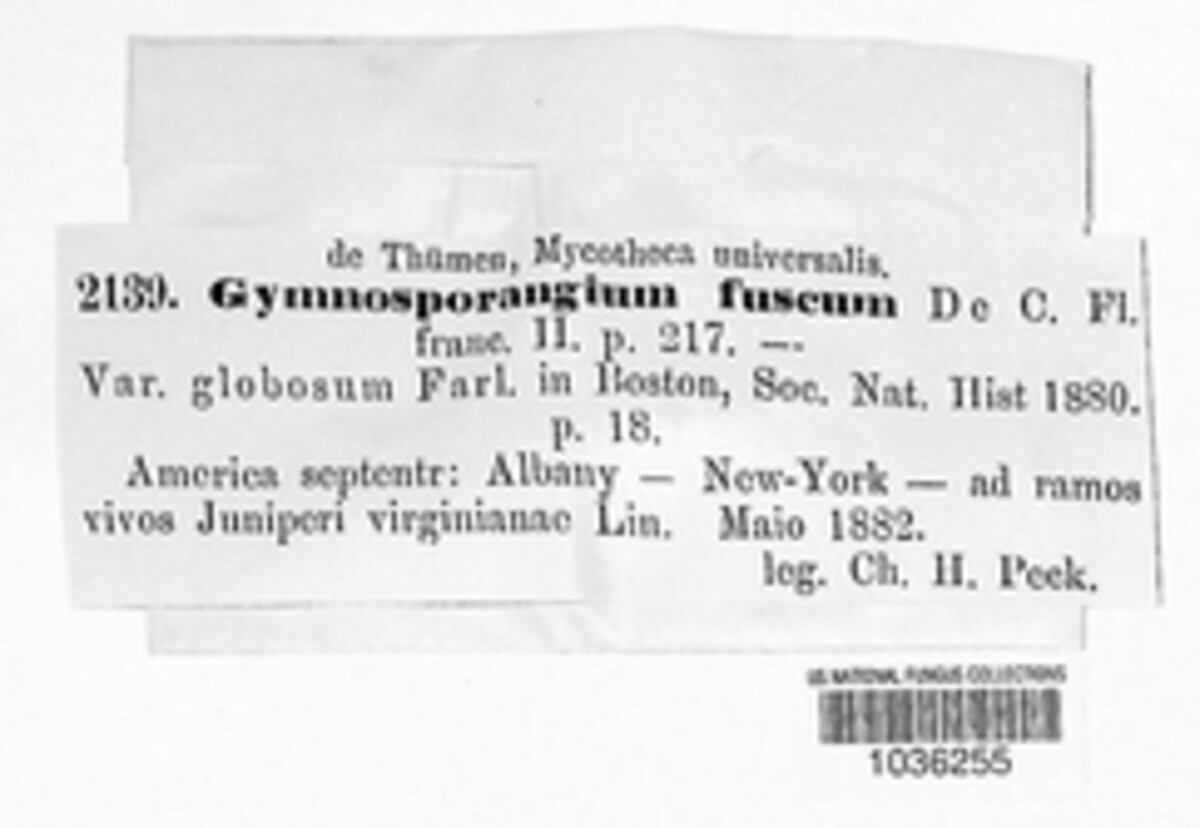 de Thümen, Mycotheca universalis.
2139. Gymnosporangium fuscum De C. Fl.
franc. II. p. 217. —.
Var. globosum Farl. in Boston, Soc. Nat. Hist 1880.
p. 18.
America septentr: Albany — New-York — ad ramos
vivos Juniperi virginianae Lin. Maio 1882.
leg. Ch. H. Peck.
US NATIONAL FUNGUS COLLECTIONS
1036255